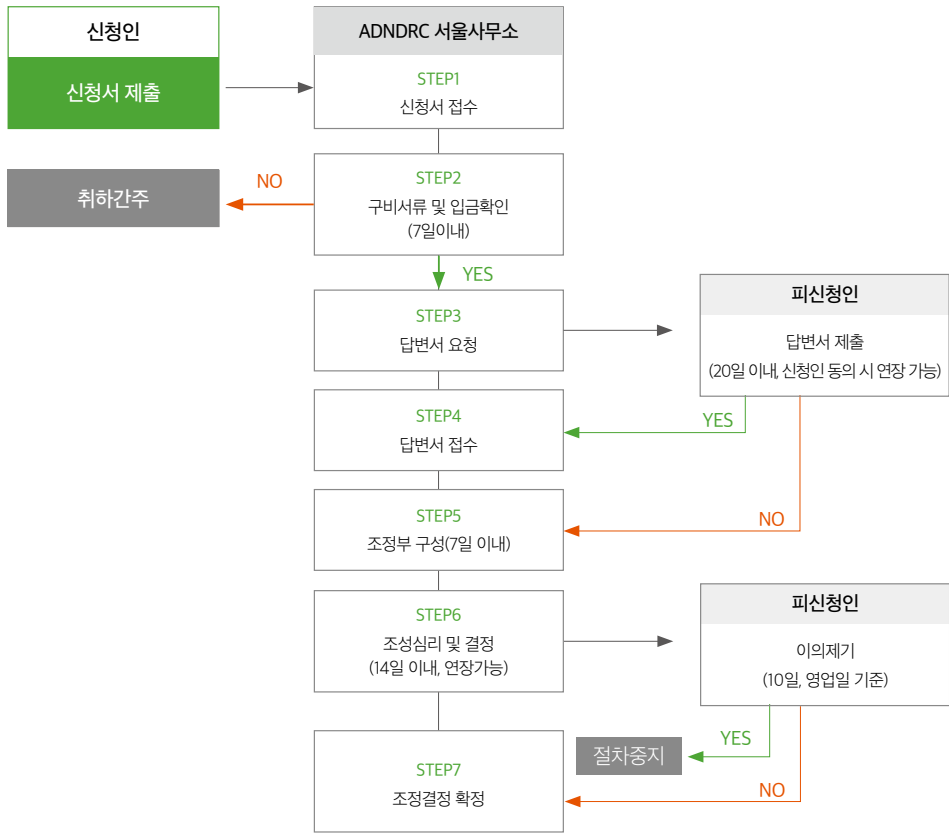 신청인
신청서 제출
ADNDRC 서울사무소
STEP1
신청서 접수
취하간주
NO
STEP2
구비서류 및 입금확인
(7일이내)
YES
STEP3
답변서 요청
피신청인
답변서 제출
(20일 이내, 신청인 동의 시 연장 가능)
STEP4
답변서 접수
YES
STEP5
조정부 구성(7일 이내)
NO
STEP6
조성심리 및 결정
(14일 이내, 연장가능)
피신청인
이의제기
(10일, 영업일 기준)
절차중지
YES
STEP7
조정결정 확정
NO